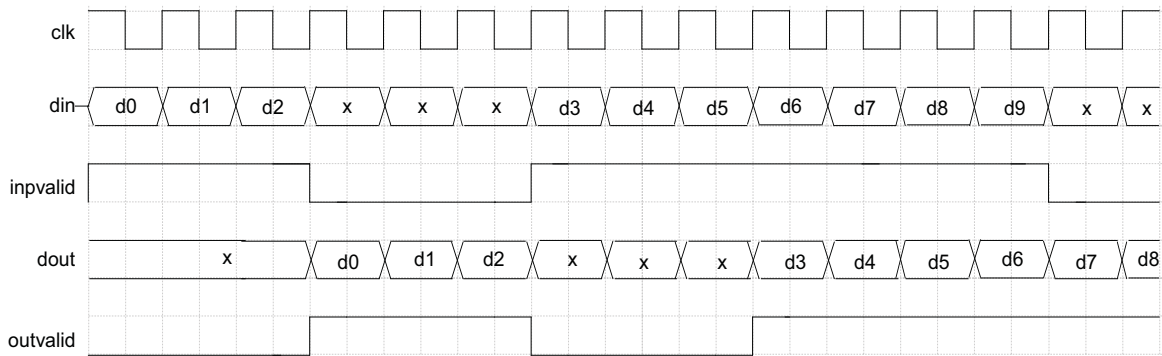 clk
din d0 d1 d2 x x x d3 d4 d5 d6 d7 d8 d9 x x
inpvalid
dout x d0 d1 d2 x x x d3 d4 d5 d6 d7 d8
outvalid